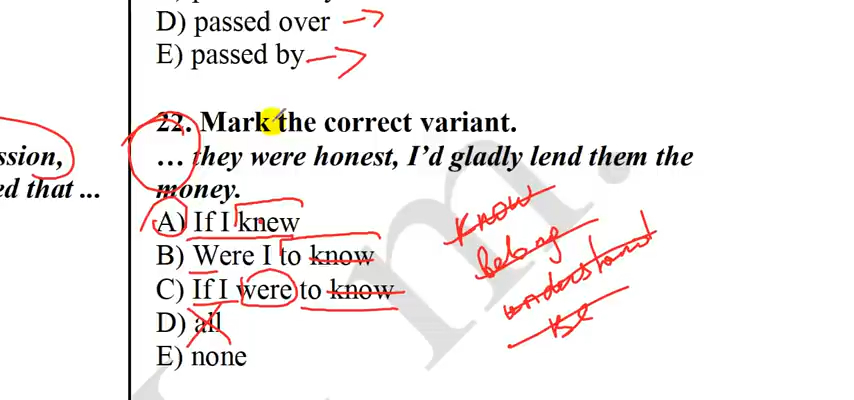 D) passed over
E) passed by
22. Mark the correct variant.
ssion,
... they were honest, I'd gladly lend them the
ed that ...
money.
A) If I knew
B) Were I to know
C) If I were to know
D) all
E) none
know
belong
understand
Be